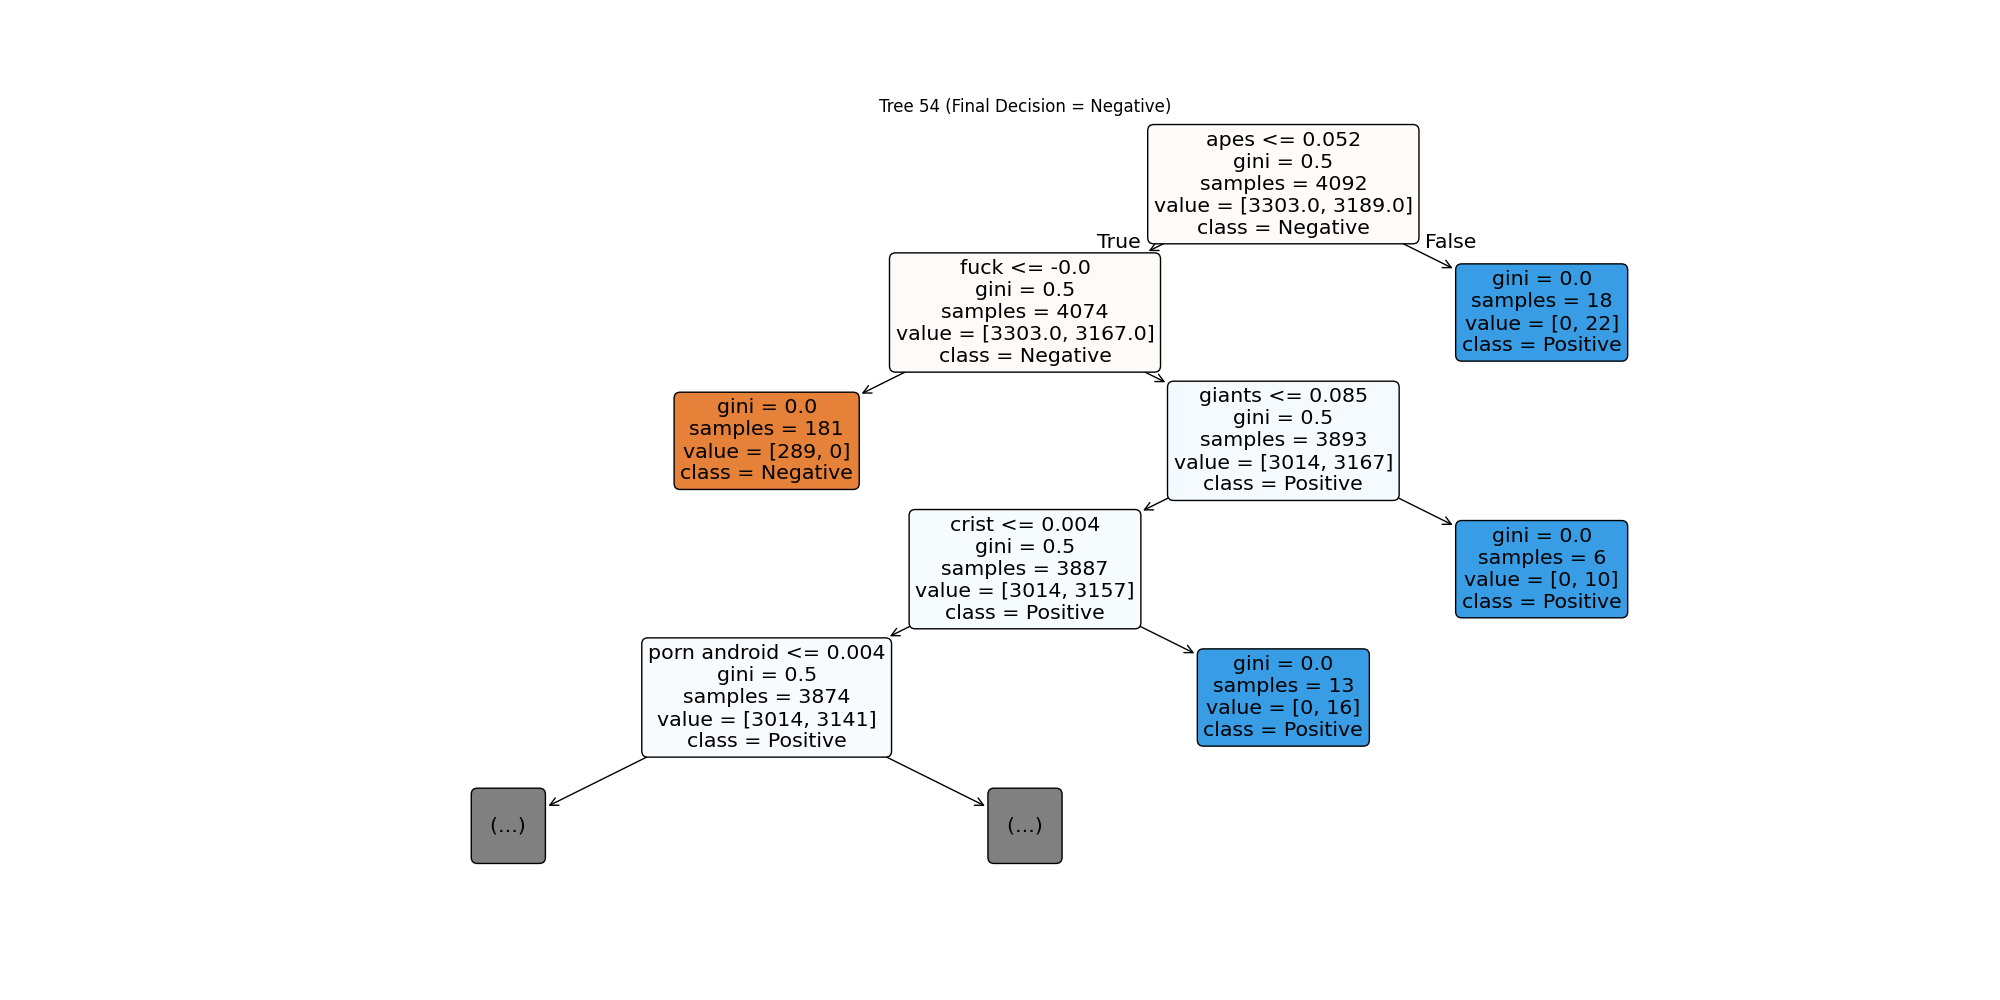 Tree 54 (Final Decision = Negative)
apes <= 0.052
gini = 0.5
samples = 4092
value = [3303.0, 3189.0]
class = Negative
True
False
fuck <= -0.0
gini = 0.5
samples = 4074
value = [3303.0, 3167.0]
class = Negative
gini = 0.0
samples = 18
value = [0, 22]
class = Positive
gini = 0.0
samples = 181
value = [289, 0]
class = Negative
giants <= 0.085
gini = 0.5
samples = 3893
value = [3014, 3167]
class = Positive
crist <= 0.004
gini = 0.5
samples = 3887
value = [3014, 3157]
class = Positive
gini = 0.0
samples = 6
value = [0, 10]
class = Positive
porn android <= 0.004
gini = 0.5
samples = 3874
value = [3014, 3141]
class = Positive
gini = 0.0
samples = 13
value = [0, 16]
class = Positive
(...)
(...)